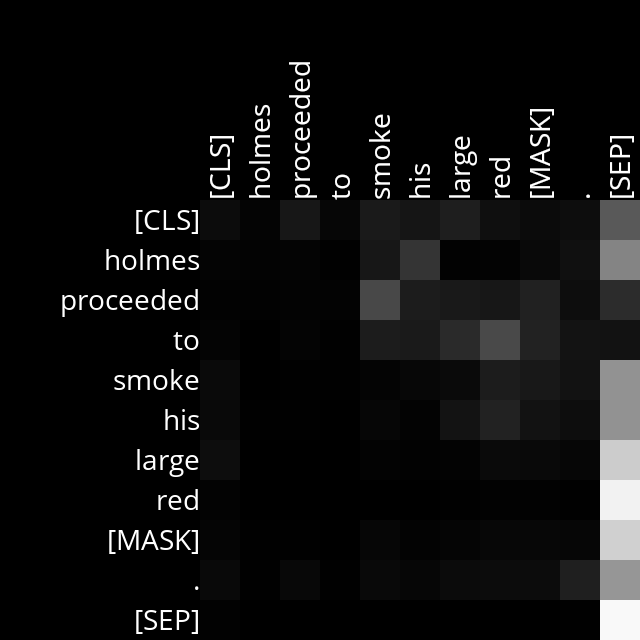 [CLS]
holmes
proceeded
to
smoke
his
large
red
[MASK]
.
[SEP]
[CLS]
holmes
proceeded
to
smoke
his
large
red
[MASK]
.
[SEP]